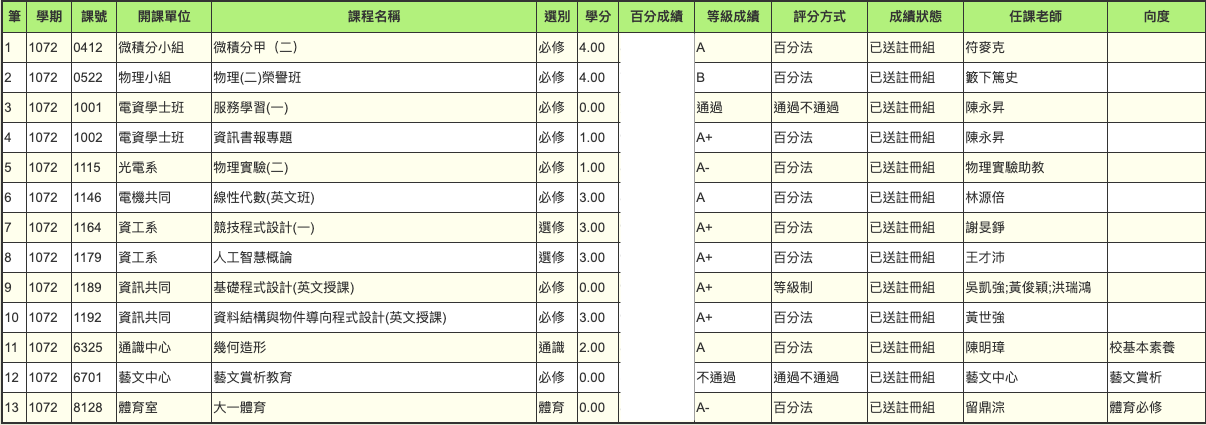 筆 學期 課號 開課單位 課程名稱 選別 學分 百分成績 等級成績 評分方式 成績狀態 任課老師 向度
1 1072 0412 微積分小組 微積分甲（二） 必修 4.00 A 百分法 已送註冊組 符麥克
2 1072 0522 物理小組 物理(二)榮譽班 必修 4.00 B 百分法 已送註冊組 籔下篤史
3 1072 1001 電資學士班 服務學習(一) 必修 0.00 通過 通過不通過 已送註冊組 陳永昇
4 1072 1002 電資學士班 資訊書報專題 必修 1.00 A+ 百分法 已送註冊組 陳永昇
5 1072 1115 光電系 物理實驗(二) 必修 1.00 A- 百分法 已送註冊組 物理實驗助教
6 1072 1146 電機共同 線性代數(英文班) 必修 3.00 A 百分法 已送註冊組 林源倍
7 1072 1164 資工系 競技程式設計(一) 選修 3.00 A+ 百分法 已送註冊組 謝旻錚
8 1072 1179 資工系 人工智慧概論 選修 3.00 A+ 百分法 已送註冊組 王才沛
9 1072 1189 資訊共同 基礎程式設計(英文授課) 必修 0.00 A+ 等級制 已送註冊組 吳凱強;黃俊穎;洪瑞鴻
10 1072 1192 資訊共同 資料結構與物件導向程式設計(英文授課) 必修 3.00 A+ 百分法 已送註冊組 黃世強
11 1072 6325 通識中心 幾何造形 通識 2.00 A 百分法 已送註冊組 陳明璋 校基本素養
12 1072 6701 藝文中心 藝文賞析教育 必修 0.00 不通過 通過不通過 已送註冊組 藝文中心 藝文賞析
13 1072 8128 體育室 大一體育 體育 0.00 A- 百分法 已送註冊組 留鼎淙 體育必修